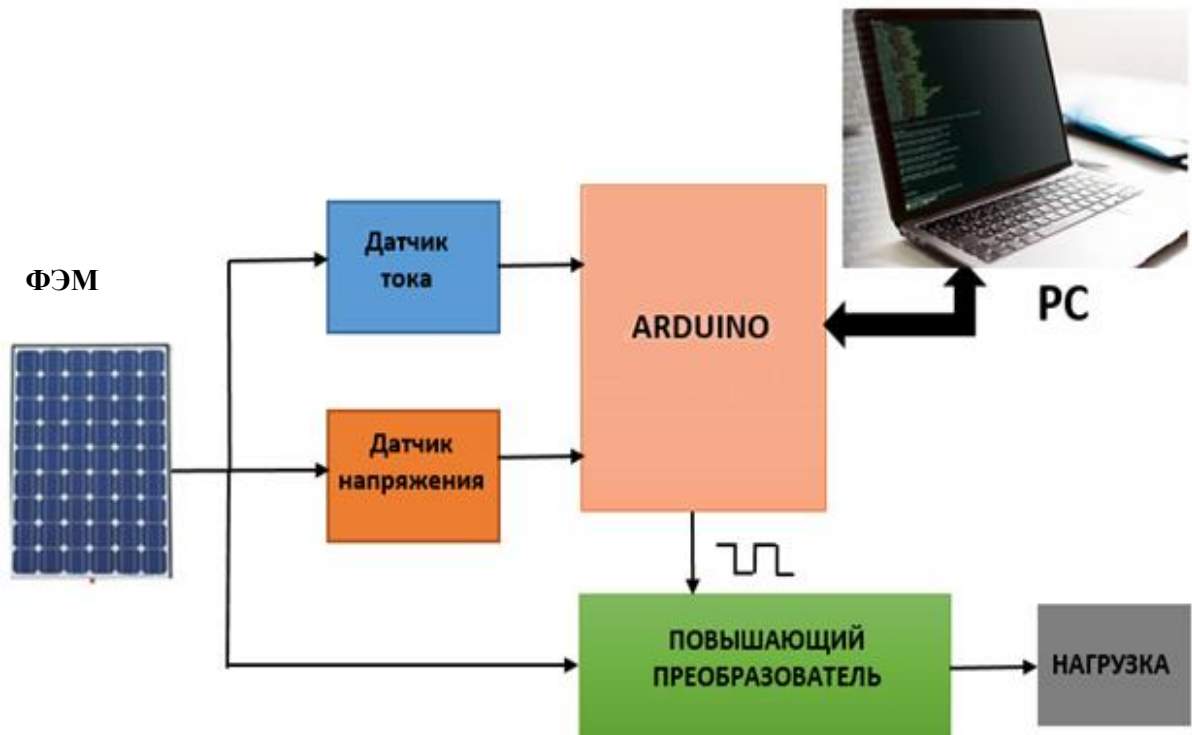 ФЭМ
Датчик
тока
Датчик
напряжения
ARDUINO
PC
ПОВЫШАЮЩИЙ
ПРЕОБРАЗОВАТЕЛЬ
НАГРУЗКА